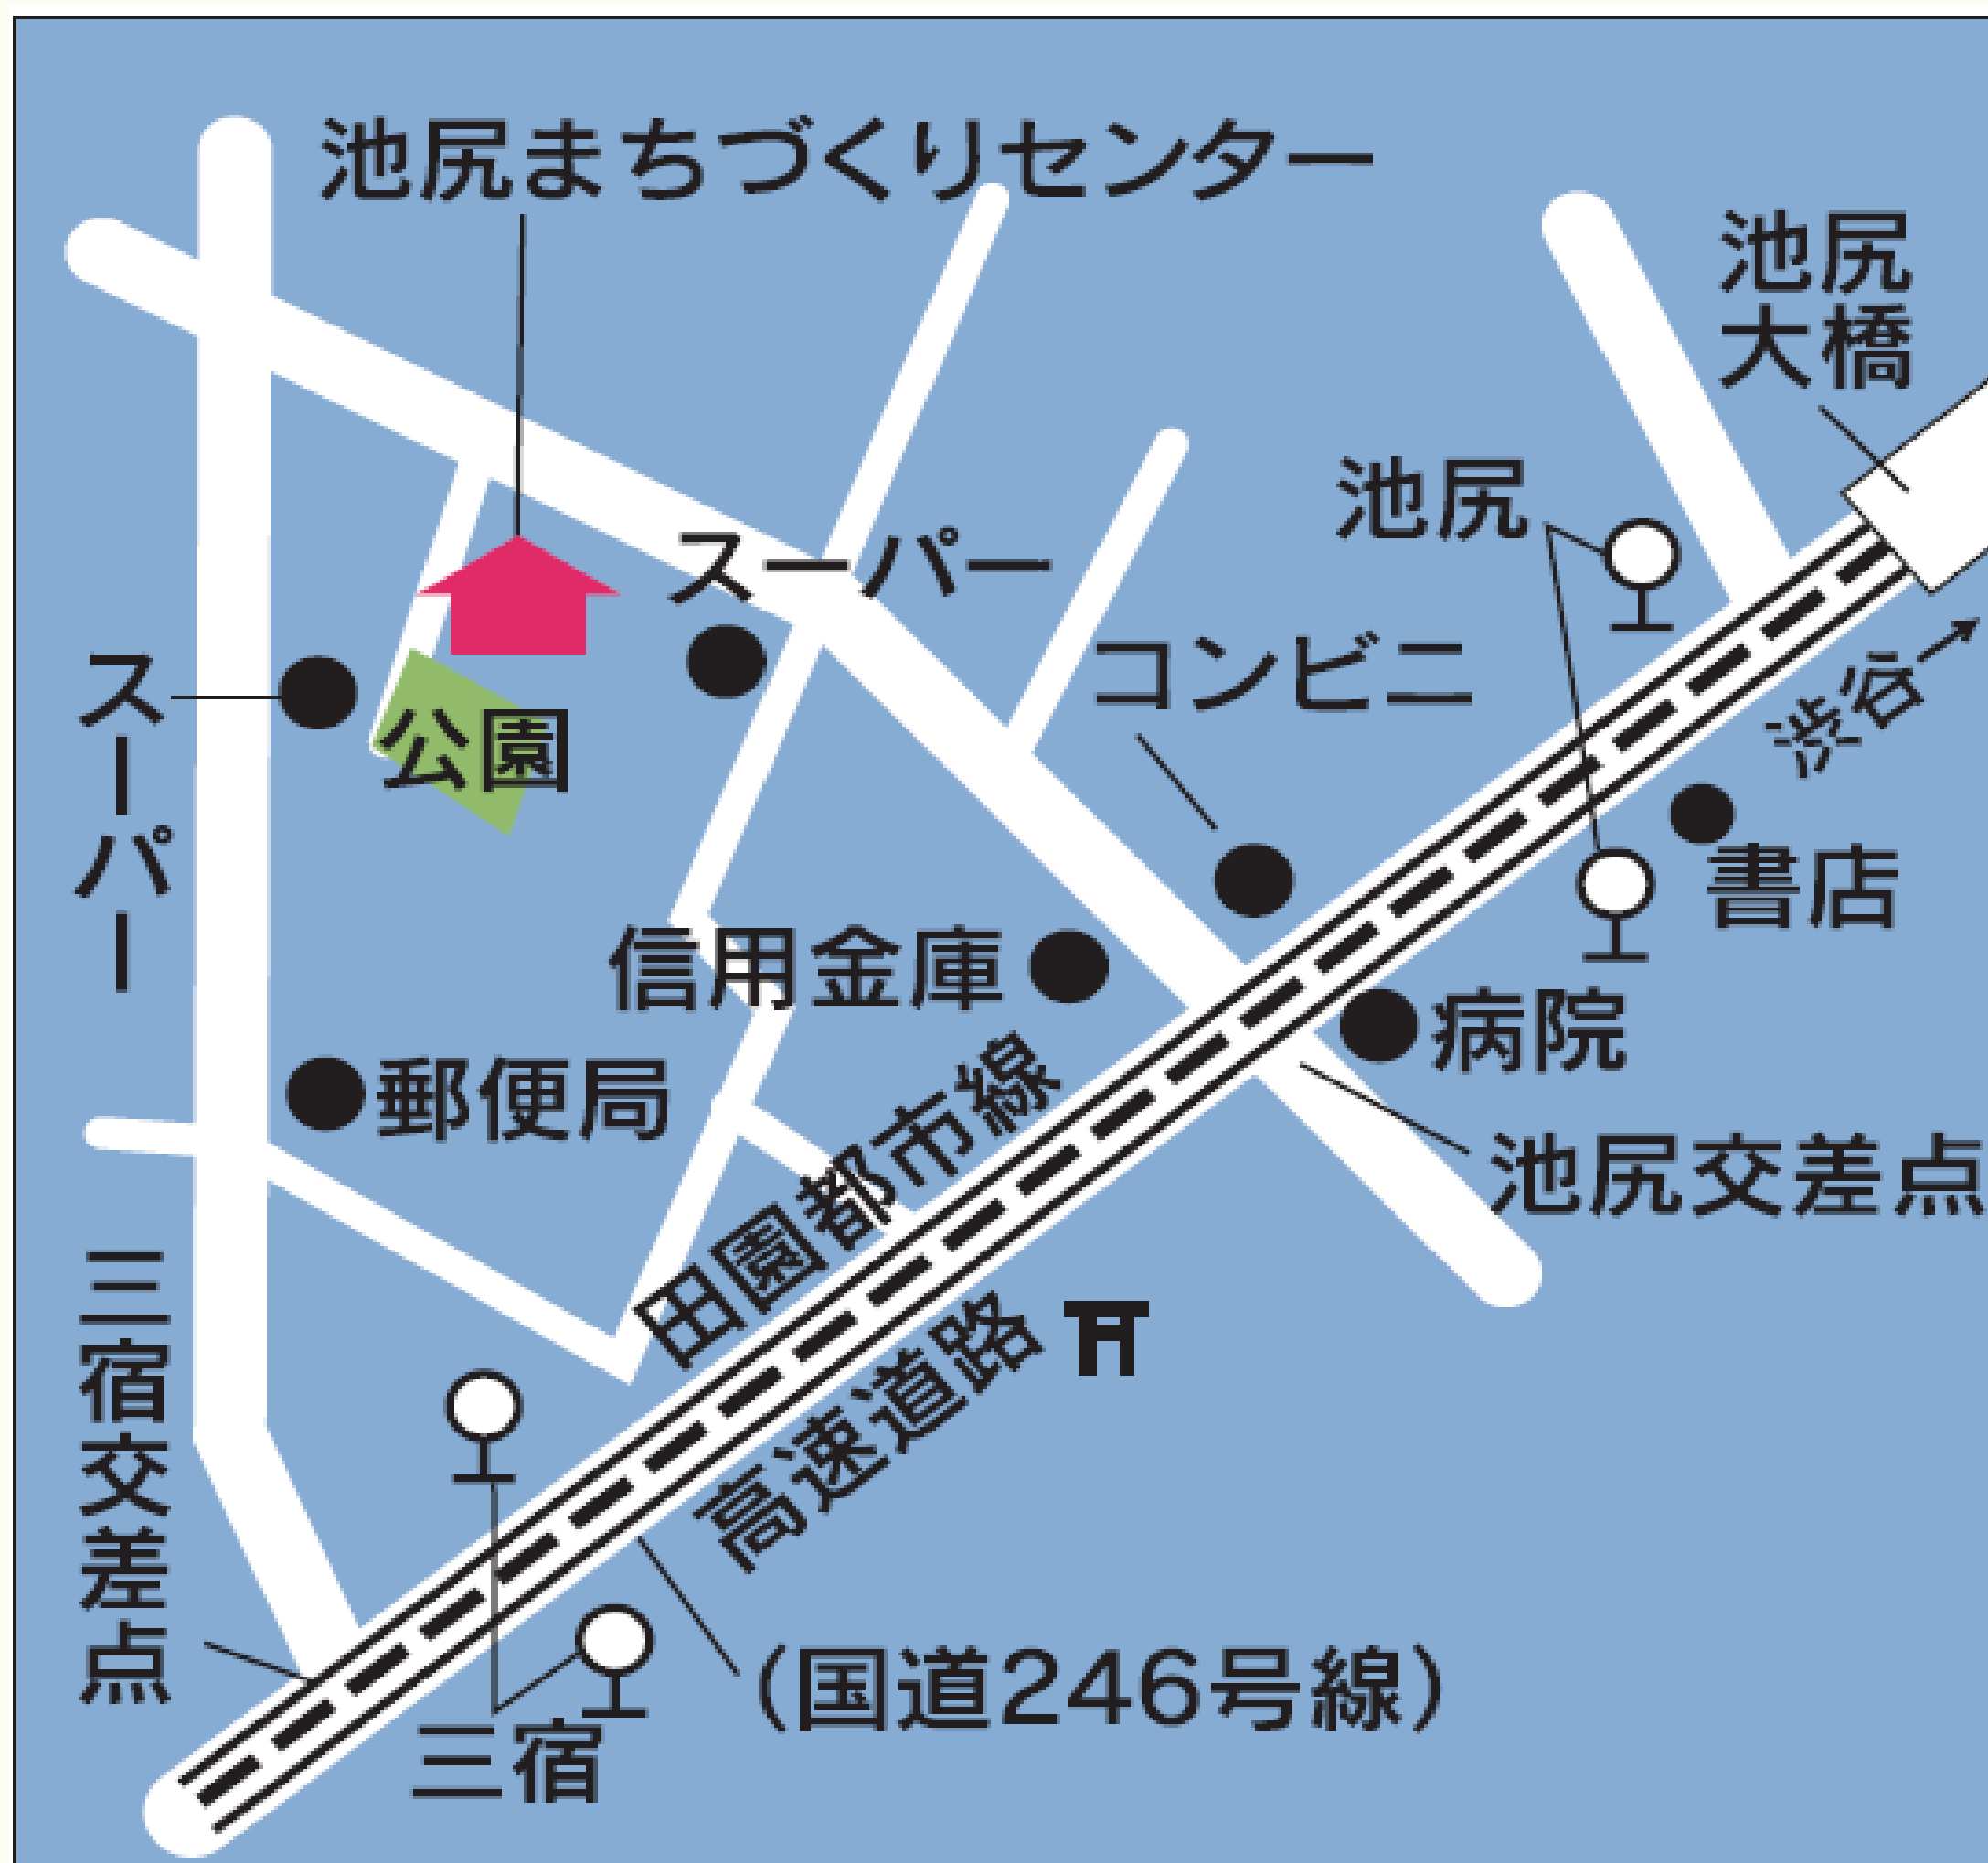 池尻まちづくりセンター
池尻
大橋
池尻
スーパー
コンビニ
スーパー
公園
渋谷
書店
信用金庫
病院
郵便局
田園都市線
池尻交差点
三宿交差点
高速道路
（国道246号線）
三宿